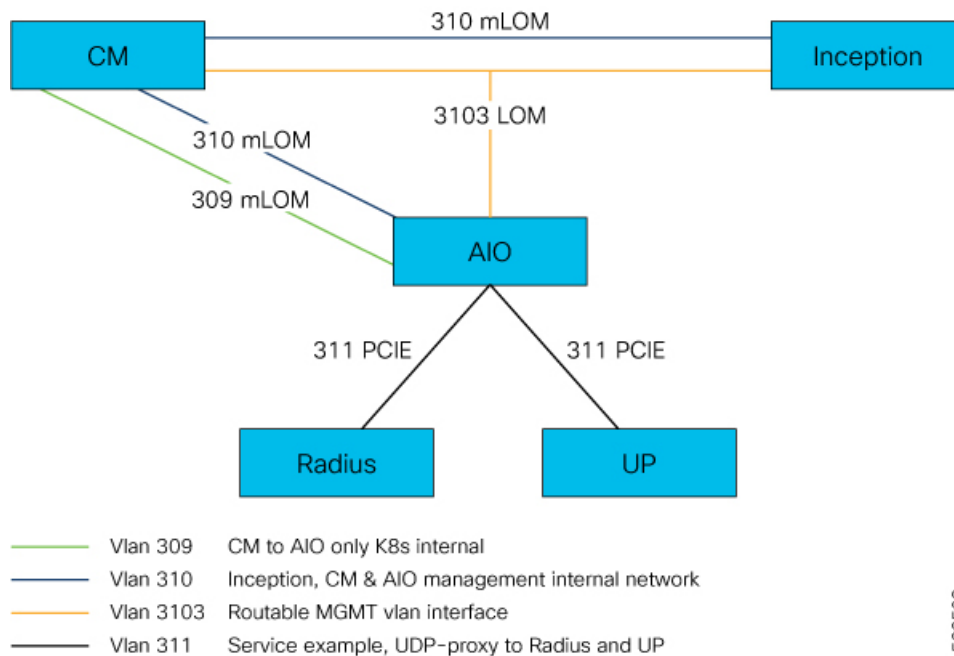 310 mLOM
CM
Inception
3103 LOM
310 mLOM
309 mLOM
AIO
311 PCIE
311 PCIE
Radius
UP
Vlan 309 CM to AIO only K8s internal
Vlan 310 Inception, CM & AIO management internal network
Vlan 3103 Routable MGMT vlan interface
Vlan 311 Service example, UDP-proxy to Radius and UP